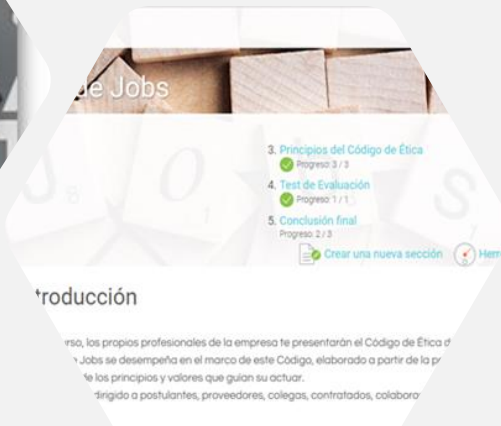 de Jobs
3. Principios del Código de Ética
Progreso: 3 / 3
4. Test de Evaluación
Progreso: 1 / 1
5. Conclusión final
Progreso: 2 / 3
Crear una nueva sección
troducción
los propios profesionales de la empresa te presentarán el Código de Ética
Jobs se desempeña en el marco de este Código, elaborado a partir de la
de los principios y valores que guían su actuar.
dirigido a postulantes, proveedores, colegas, contratados,